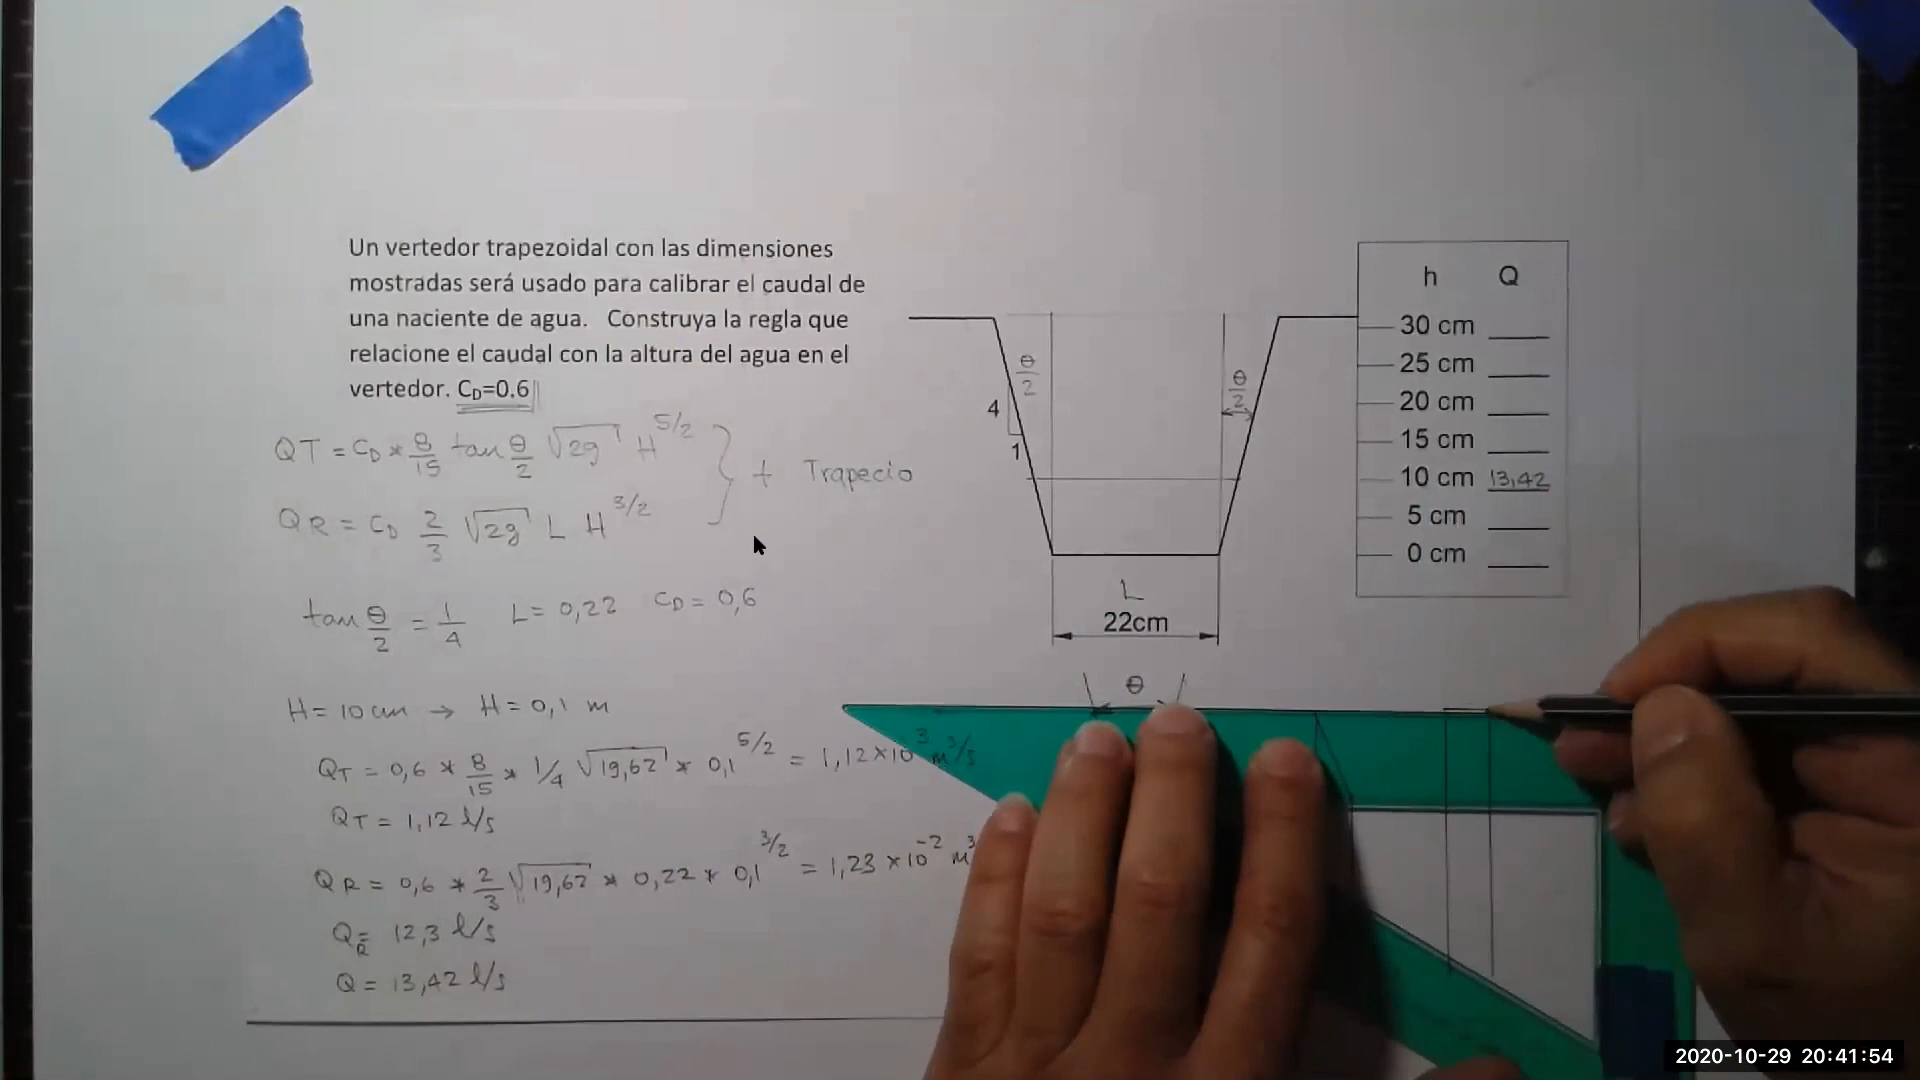 Un vertedor trapezoidal con las dimensiones
mostradas será usado para calibrar el caudal de
una naciente de agua. Construya la regla que
relacione el caudal con la altura del agua en el
vertedor. C_D=0.6
QT = C_D * 8/15 tan θ/2 √2g H^5/2
QR = C_D 2/3 √2g L H^3/2
+ Trapecio
tan θ/2 = 1/4 L = 0,22 C_D = 0,6
H = 10 cm → H = 0,1 m
QT = 0,6 * 8/15 * 1/4 √19,62 * 0,1^5/2 = 1,12 × 10^3 m^3/s
QT = 1,12 l/s
QR = 0,6 * 2/3 √19,62 * 0,22 * 0,1^3/2 = 1,23 × 10^-2 m^3
QR = 12,3 l/s
Q = 13,42 l/s
θ/2
θ/2
4
1
L
22cm
θ
h Q
30 cm
25 cm
20 cm
15 cm
10 cm 13,42
5 cm
0 cm
2020-10-29 20:41:54